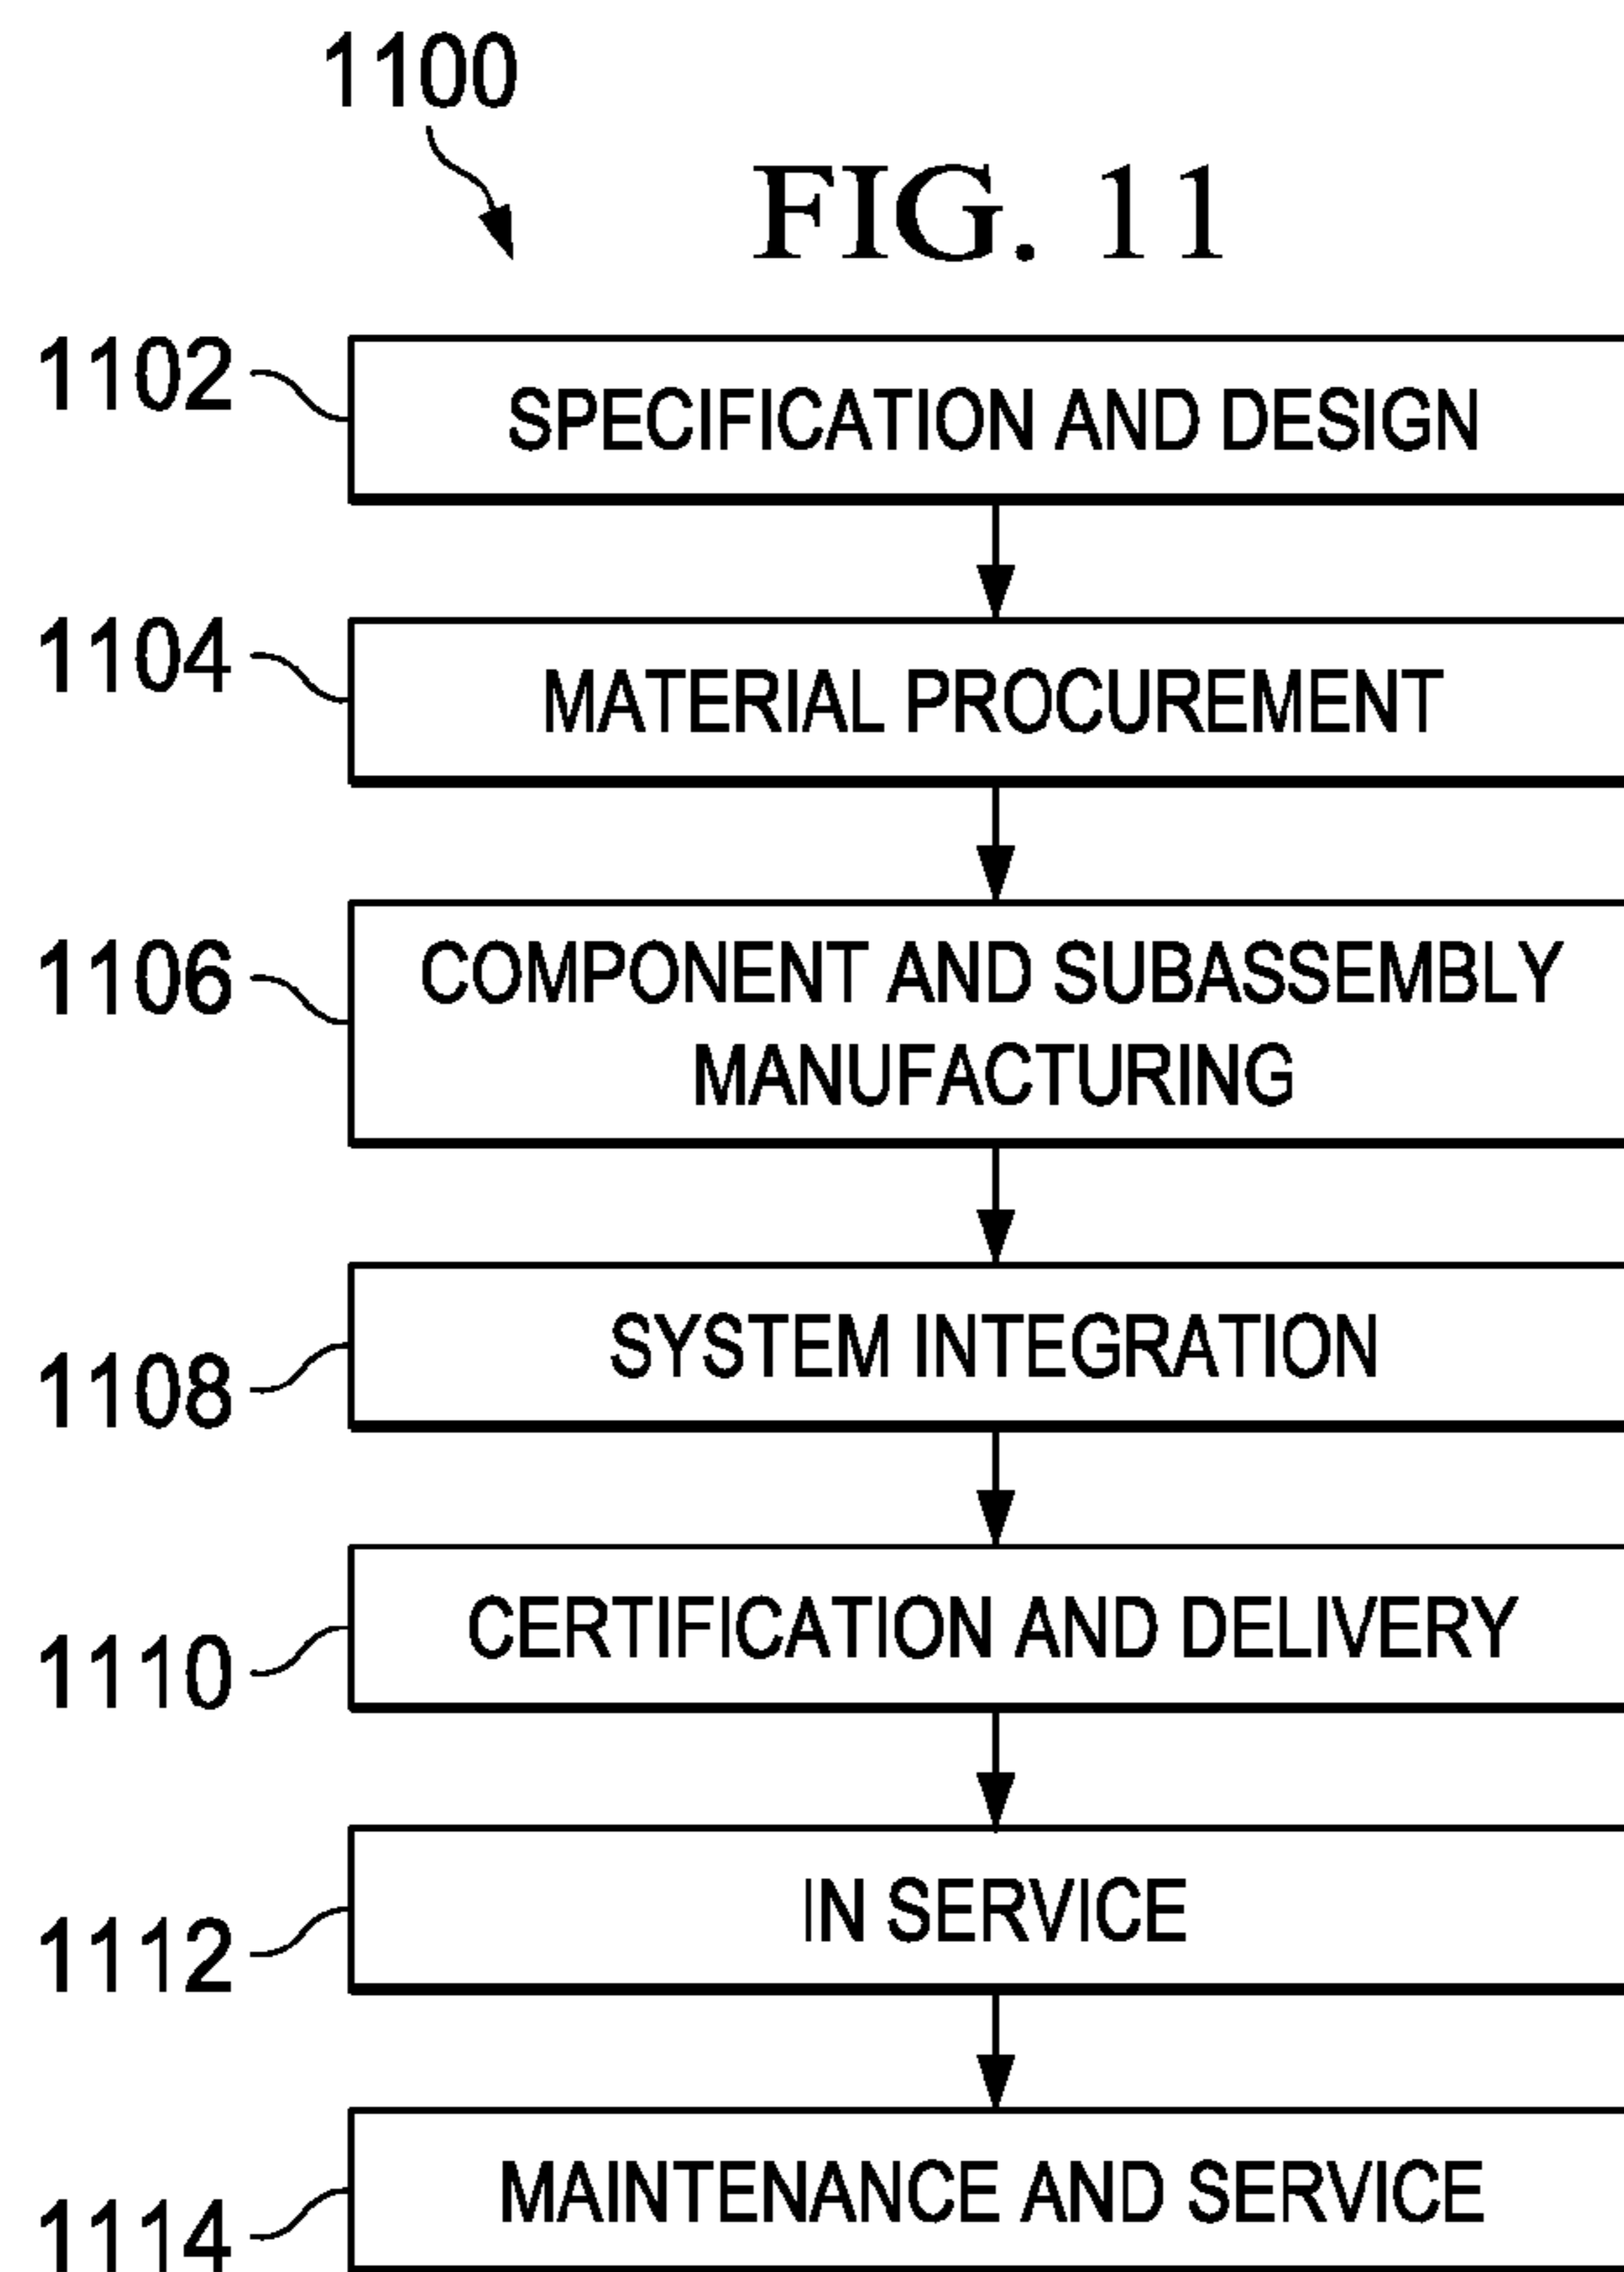 1100
FIG. 11
1102
SPECIFICATION AND DESIGN
1104
MATERIAL PROCUREMENT
1106
COMPONENT AND SUBASSEMBLY
MANUFACTURING
1108
SYSTEM INTEGRATION
1110
CERTIFICATION AND DELIVERY
1112
IN SERVICE
1114
MAINTENANCE AND SERVICE